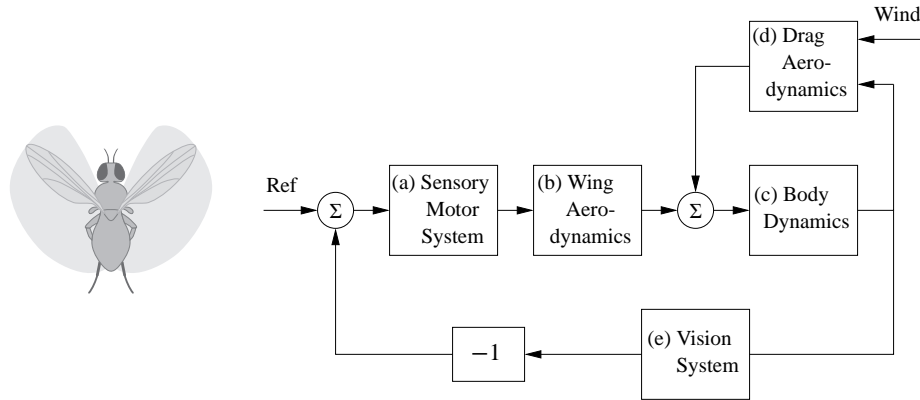 Wind
(d) Drag
Aero-
dynamics
Ref
Σ
(a) Sensory
Motor
System
(b) Wing
Aero-
dynamics
Σ
(c) Body
Dynamics
−1
(e) Vision
System